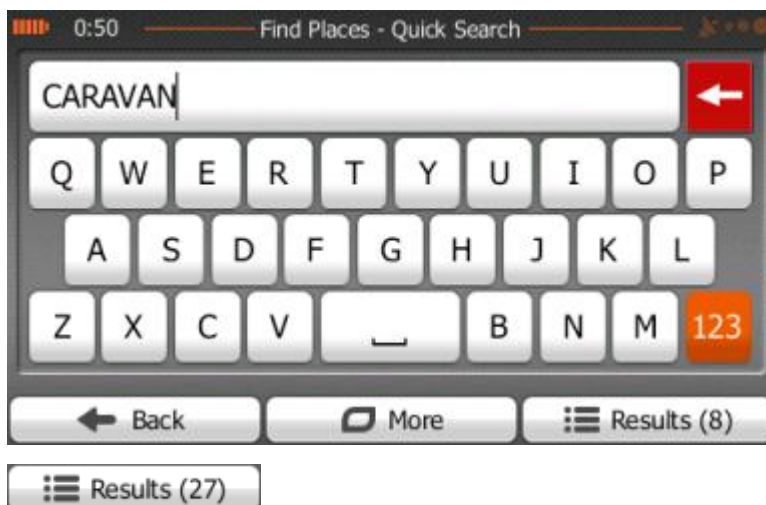 0:50 Find Places - Quick Search
CARAVAN
Q W E R T Y U I O P
A S D F G H J K L
Z X C V B N M 123
Back More Results (8)
Results (27)